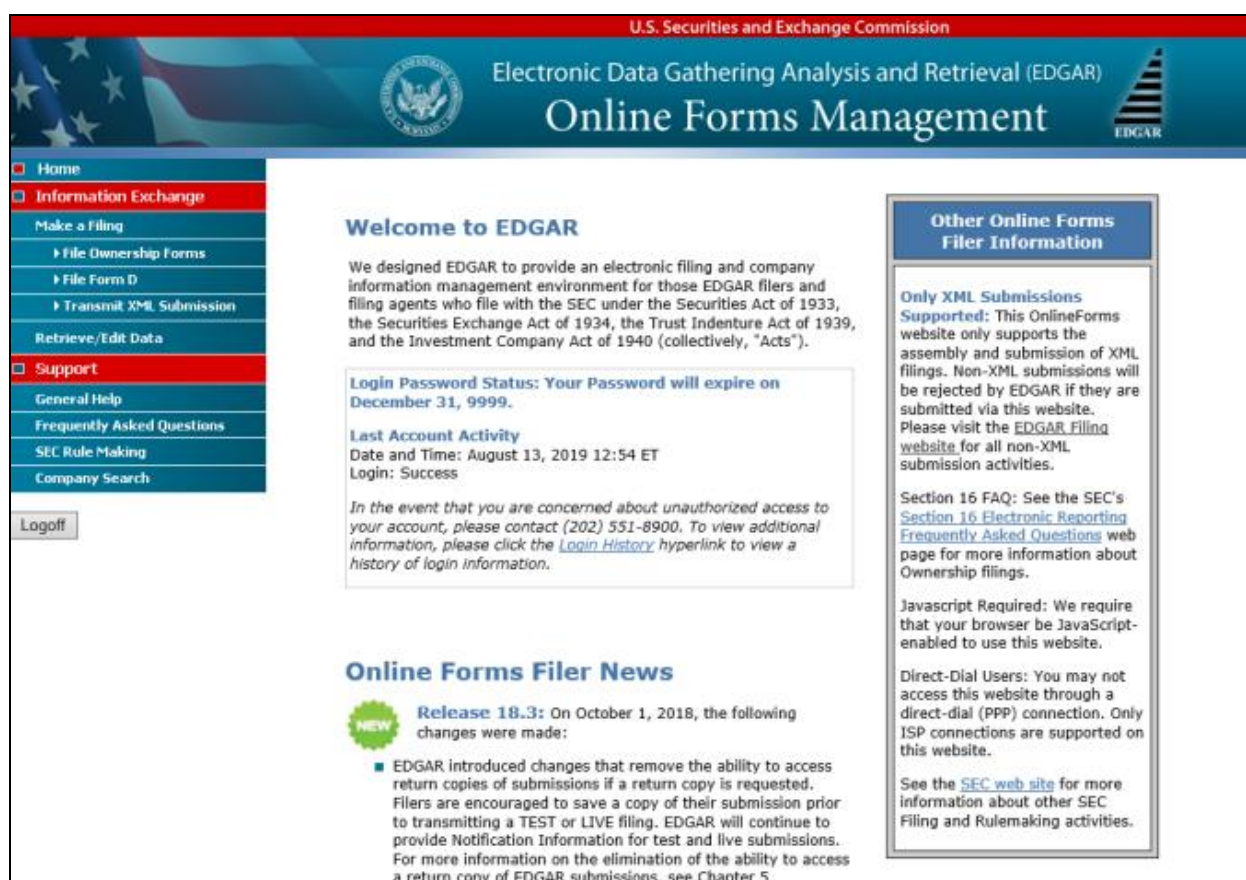 U.S. Securities and Exchange Commission
Electronic Data Gathering Analysis and Retrieval (EDGAR)
Online Forms Management
EDGAR
Home
Information Exchange
Make a Filing
File Ownership Forms
File Form D
Transmit XML Submission
Retrieve/Edit Data
Support
General Help
Frequently Asked Questions
SEC Rule Making
Company Search
Logoff
Welcome to EDGAR
We designed EDGAR to provide an electronic filing and company
information management environment for those EDGAR filers and
filing agents who file with the SEC under the Securities Act of 1933,
the Securities Exchange Act of 1934, the Trust Indenture Act of 1939,
and the Investment Company Act of 1940 (collectively, "Acts").
Login Password Status: Your Password will expire on
December 31, 9999.
Last Account Activity
Date and Time: August 13, 2019 12:54 ET
Login: Success
In the event that you are concerned about unauthorized access to
your account, please contact (202) 551-8900. To view additional
information, please click the Login History hyperlink to view a
history of login information.
Online Forms Filer News
NEW
Release 18.3: On October 1, 2018, the following
changes were made:
EDGAR introduced changes that remove the ability to access
return copies of submissions if a return copy is requested.
Filers are encouraged to save a copy of their submission prior
to transmitting a TEST or LIVE filing. EDGAR will continue to
provide Notification Information for test and live submissions.
For more information on the elimination of the ability to access
a return copy of EDGAR submissions, see Chapter 5,
Other Online Forms
Filer Information
Only XML Submissions
Supported: This OnlineForms
website only supports the
assembly and submission of XML
filings. Non-XML submissions will
be rejected by EDGAR if they are
submitted via this website.
Please visit the EDGAR Filing
website for all non-XML
submission activities.
Section 16 FAQ: See the SEC's
Section 16 Electronic Reporting
Frequently Asked Questions web
page for more information about
Ownership filings.
Javascript Required: We require
that your browser be JavaScript-
enabled to use this website.
Direct-Dial Users: You may not
access this website through a
direct-dial (PPP) connection. Only
ISP connections are supported on
this website.
See the SEC web site for more
information about other SEC
Filing and Rulemaking activities.